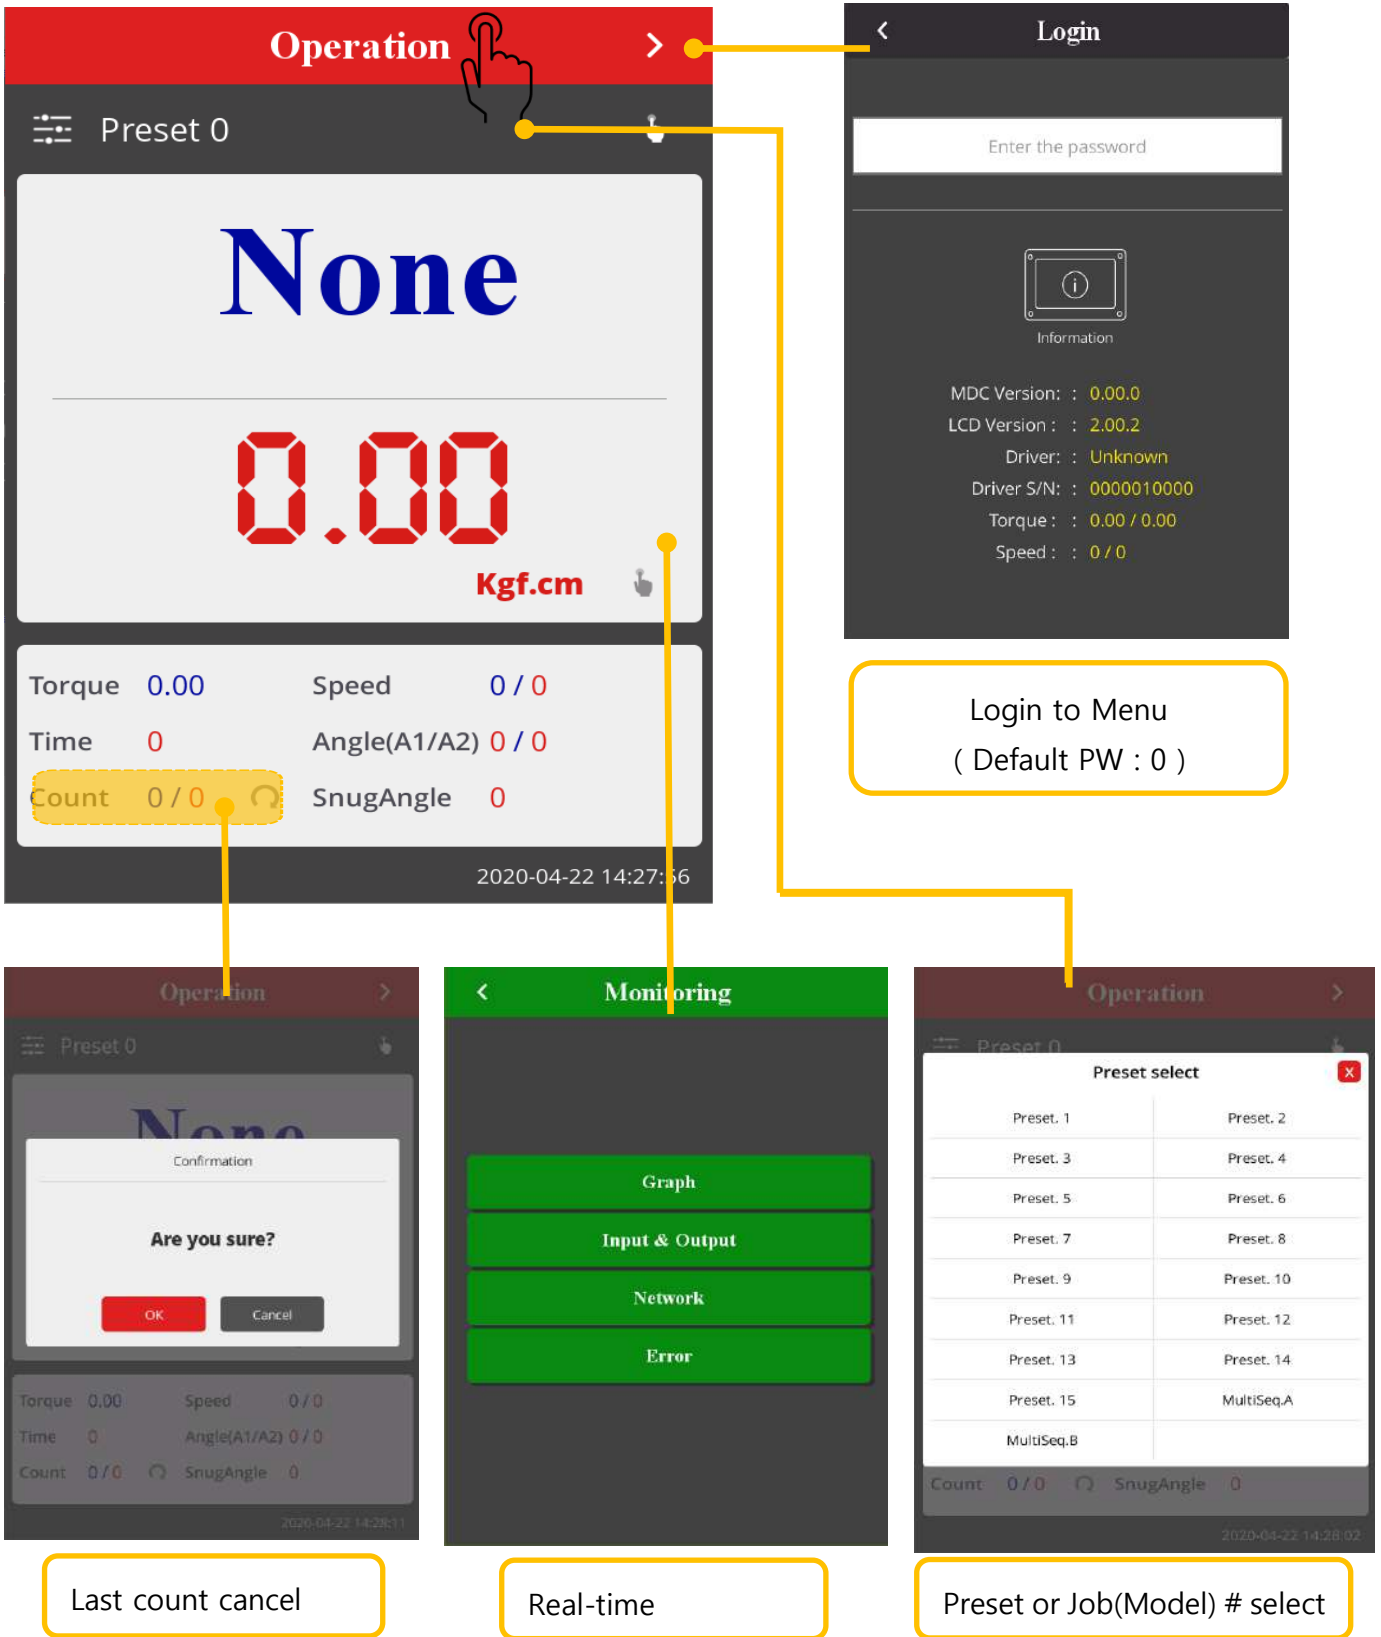 Operation
Preset 0
None
0.00
Kgf.cm
Torque 0.00 Speed 0 / 0
Time 0 Angle(A1/A2) 0 / 0
Count 0 / 0 SnugAngle 0
2020-04-22 14:27:56
Login
Enter the password
Information
MDC Version: : 0.00.0
LCD Version : : 2.00.2
Driver: : Unknown
Driver S/N: : 0000010000
Torque : : 0.00 / 0.00
Speed : : 0 / 0
Login to Menu
( Default PW : 0 )
Operation
Preset 0
None
Confirmation
Are you sure?
OK Cancel
Torque 0.00 Speed 0 / 0
Time 0 Angle(A1/A2) 0 / 0
Count 0 / 0 SnugAngle 0
2020-04-22 14:28:11
Last count cancel
Monitoring
Graph
Input & Output
Network
Error
Real-time
Operation
Preset 0
Preset select
X
Preset. 1 Preset. 2
Preset. 3 Preset. 4
Preset. 5 Preset. 6
Preset. 7 Preset. 8
Preset. 9 Preset. 10
Preset. 11 Preset. 12
Preset. 13 Preset. 14
Preset. 15 MultiSeq.A
MultiSeq.B
Count 0 / 0 SnugAngle 0
2020-04-22 14:28:02
Preset or Job(Model) # select